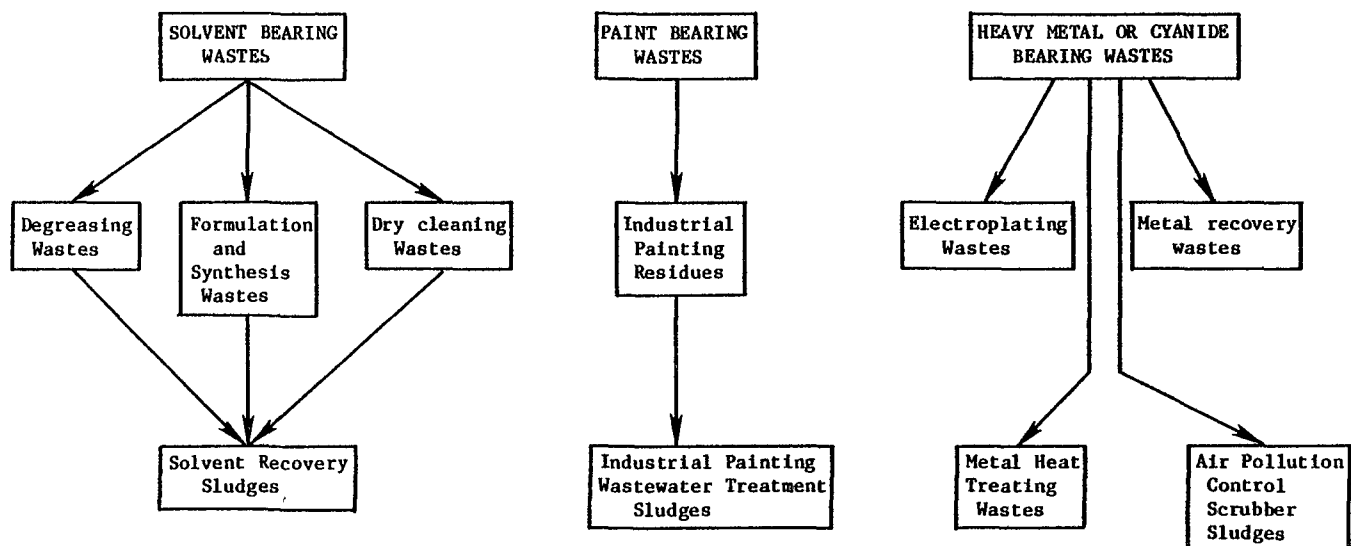 SOLVENT BEARING
WASTES
PAINT BEARING
WASTES
HEAVY METAL OR CYANIDE
BEARING WASTES
Degreasing
Wastes
Formulation
and
Synthesis
Wastes
Dry cleaning
Wastes
Industrial
Painting
Residues
Electroplating
Wastes
Metal recovery
wastes
Solvent Recovery
Sludges
Industrial Painting
Wastewater Treatment
Sludges
Metal Heat
Treating
Wastes
Air Pollution
Control
Scrubber
Sludges